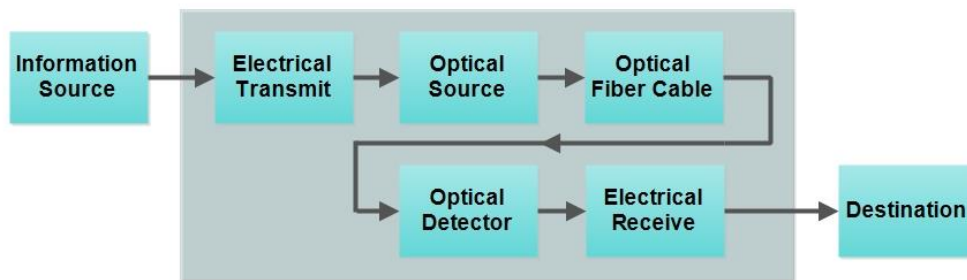 Information
Source
Electrical
Transmit
Optical
Source
Optical
Fiber Cable
Optical
Detector
Electrical
Receive
Destination